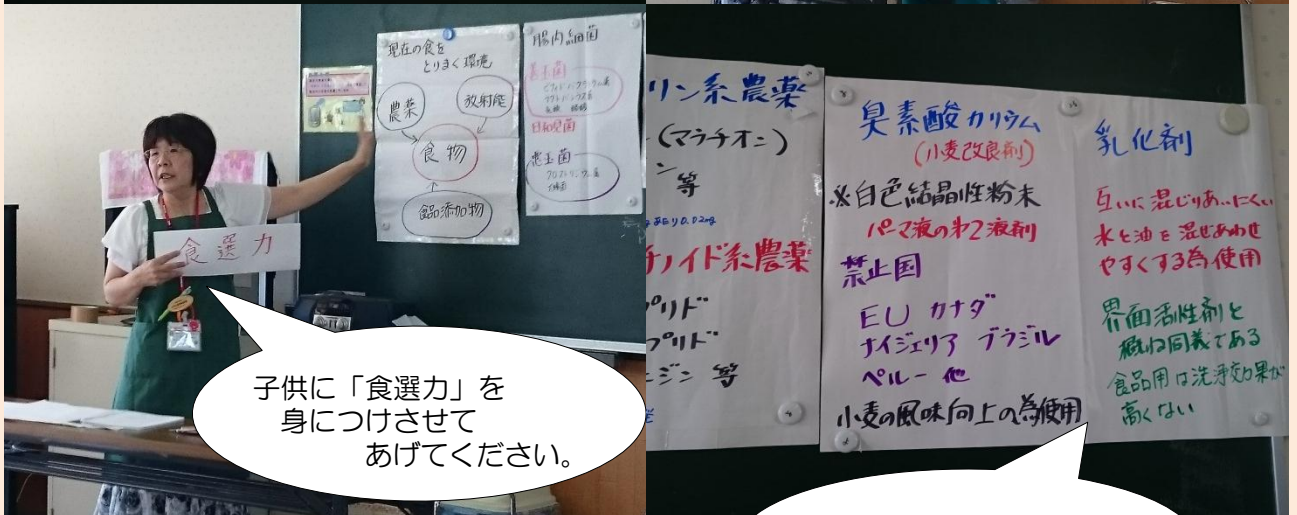 現在の食を
とりまく環境
農薬
放射能
食物
食品添加物
腸内細菌
善玉菌
日和見菌
悪玉菌
食選力
子供に「食選力」を
身につけさせて
あげてください。
リン系農薬
(マラチオン)
ン
等
チノイド系農薬
プリド
プリド
ジン 等
臭素酸カリウム
(小麦改良剤)
※白色結晶性粉末
パーマ液の第2液剤
禁止国
EU カナダ
ナイジェリア ブラジル
ペルー 他
小麦の風味向上の為使用
乳化剤
互いに混じりあいにくい
水と油を混ぜあわせ
やすくする為使用
界面活性剤と
概ね同義である
食品用は洗浄効果が
高くない